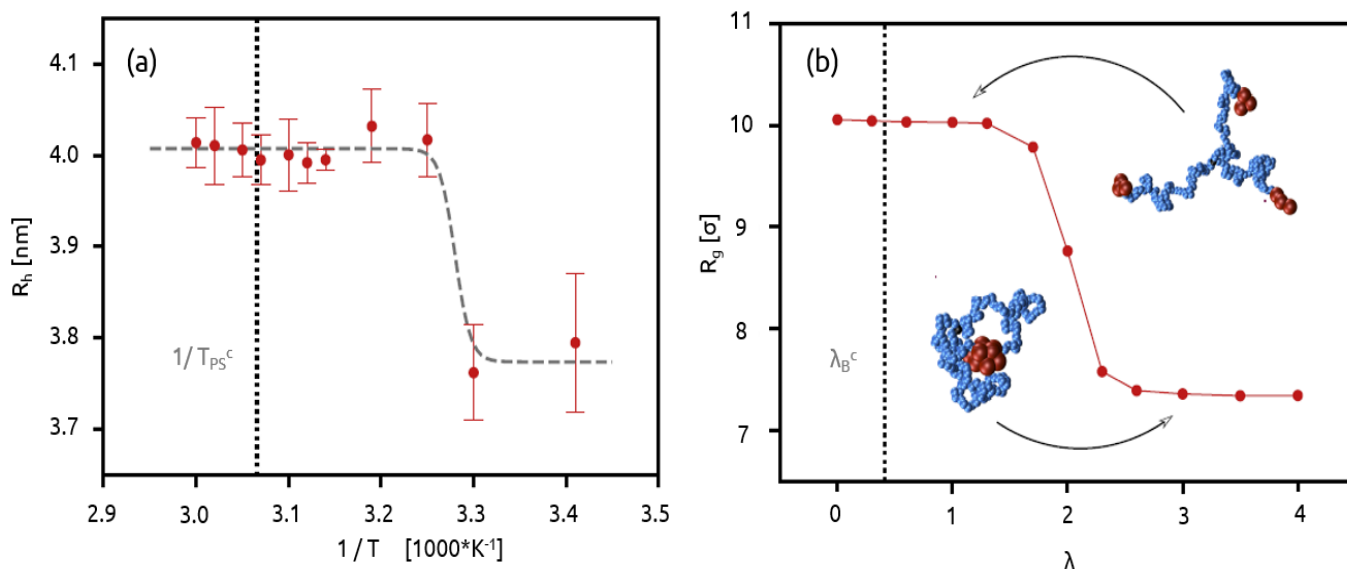 (a)
4.1
4.0
3.9
3.8
3.7
R_h [nm]
1/T_PS^c
2.9 3.0 3.1 3.2 3.3 3.4 3.5
1/T [1000*K⁻¹]
(b)
11
10
9
8
7
R_g [σ]
λ_B^c
0 1 2 3 4
λ